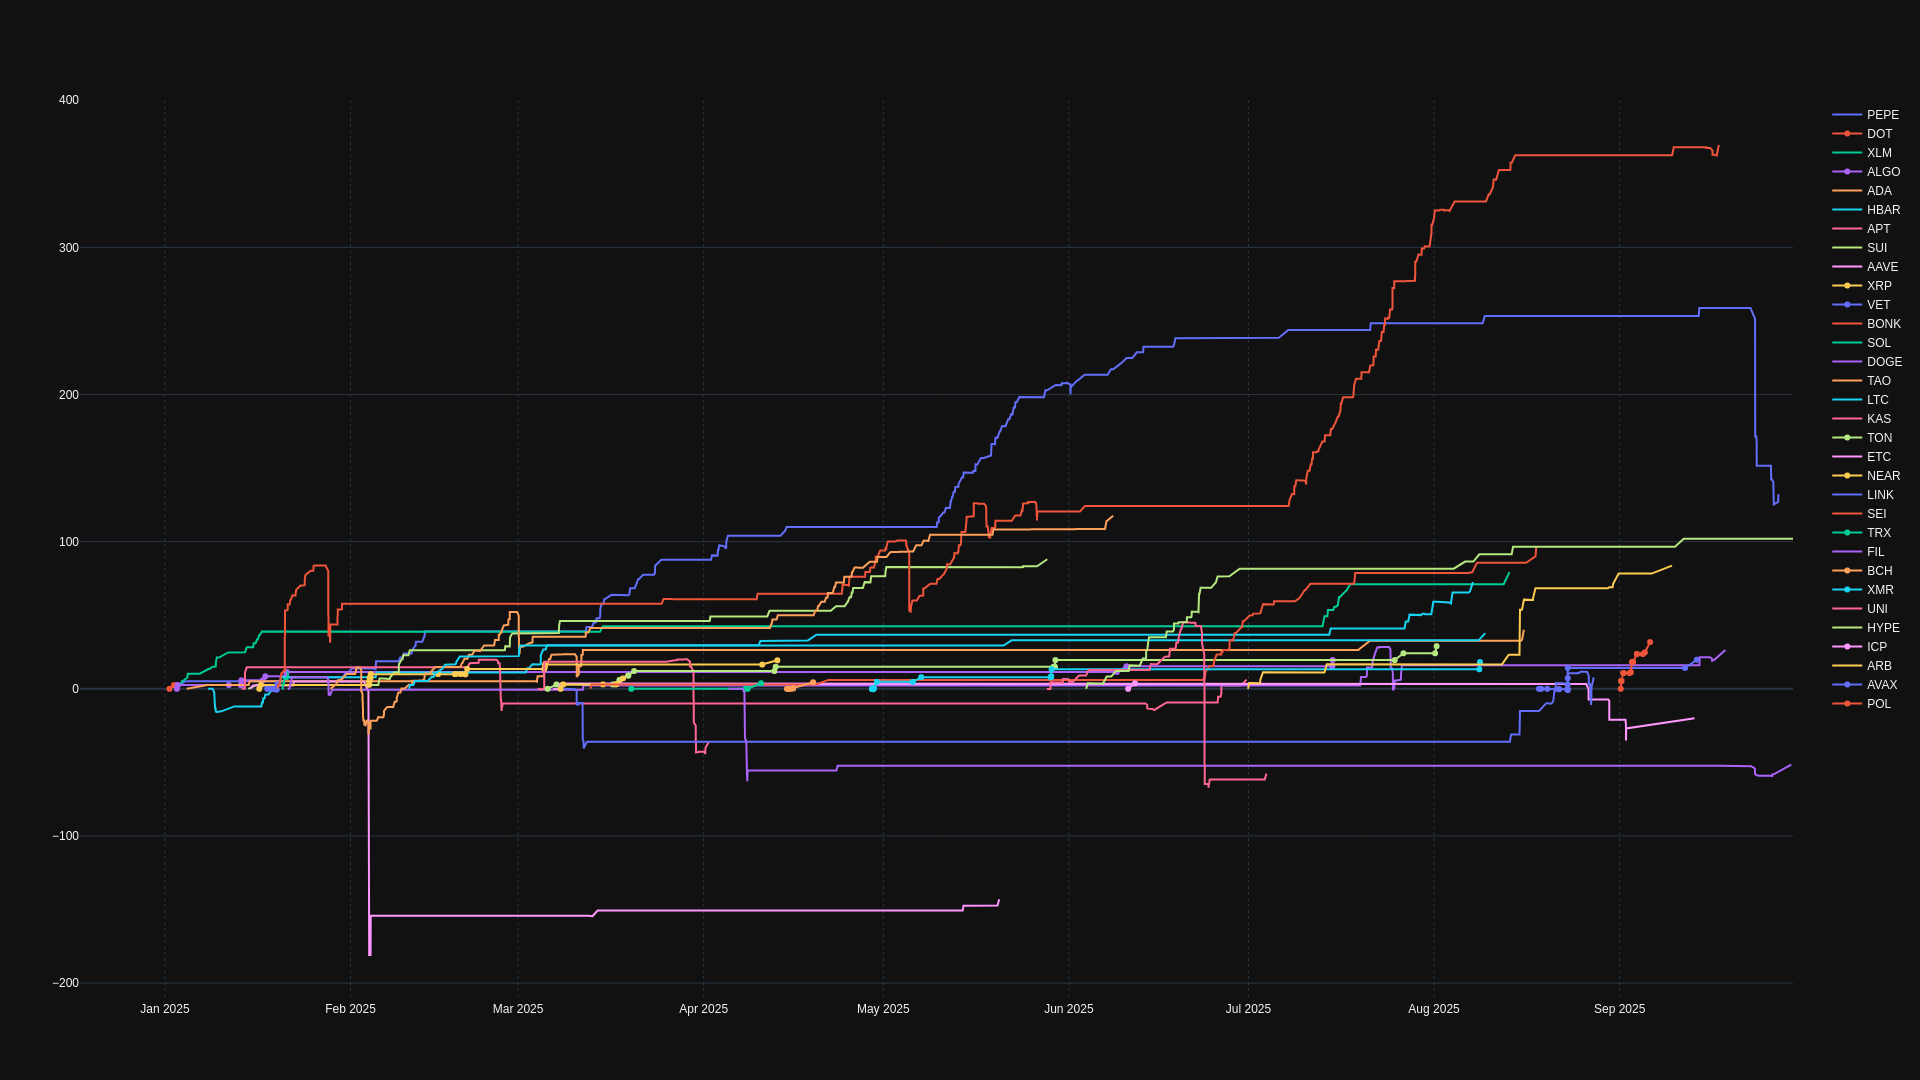 400
300
200
100
0
−100
−200
Jan 2025
Feb 2025
Mar 2025
Apr 2025
May 2025
Jun 2025
Jul 2025
Aug 2025
Sep 2025
PEPE
DOT
XLM
ALGO
ADA
HBAR
APT
SUI
AAVE
XRP
VET
BONK
SOL
DOGE
TAO
LTC
KAS
TON
ETC
NEAR
LINK
SEI
TRX
FIL
BCH
XMR
UNI
HYPE
ICP
ARB
AVAX
POL